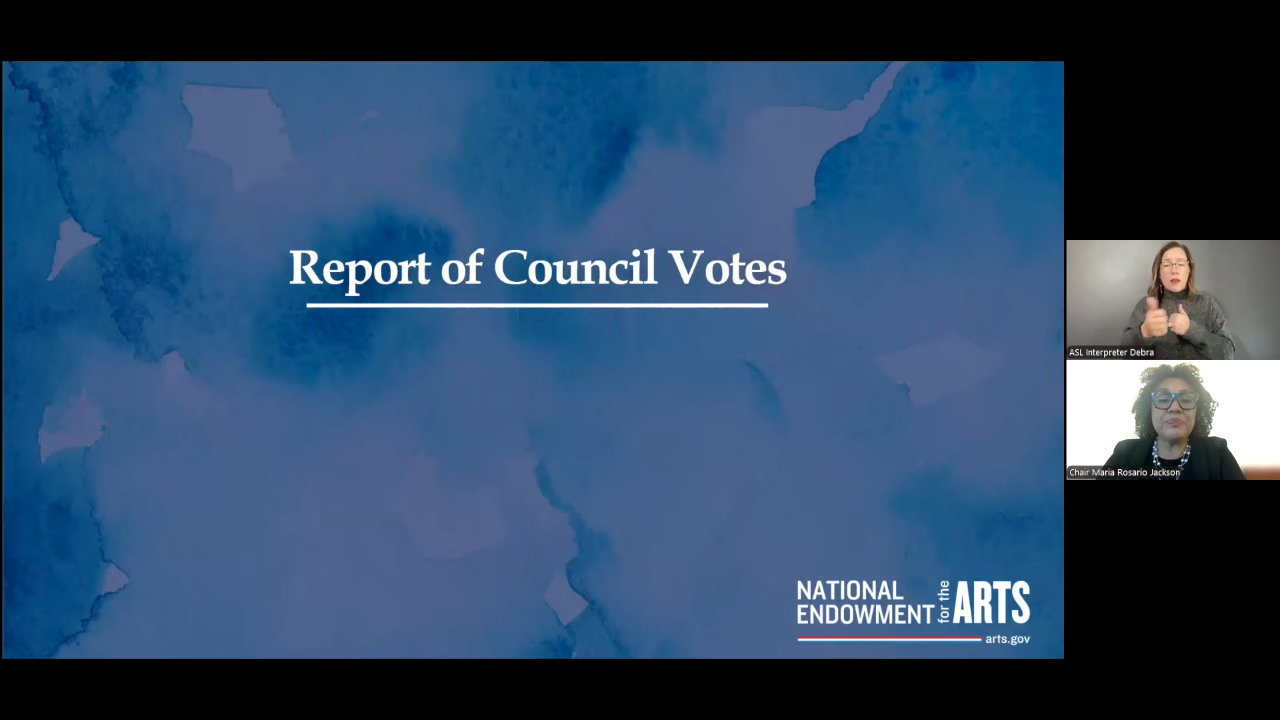 Report of Council Votes
NATIONAL
ENDOWMENT
for the
ARTS
arts.gov
ASL Interpreter Debra
Chair Maria Rosario Jackson